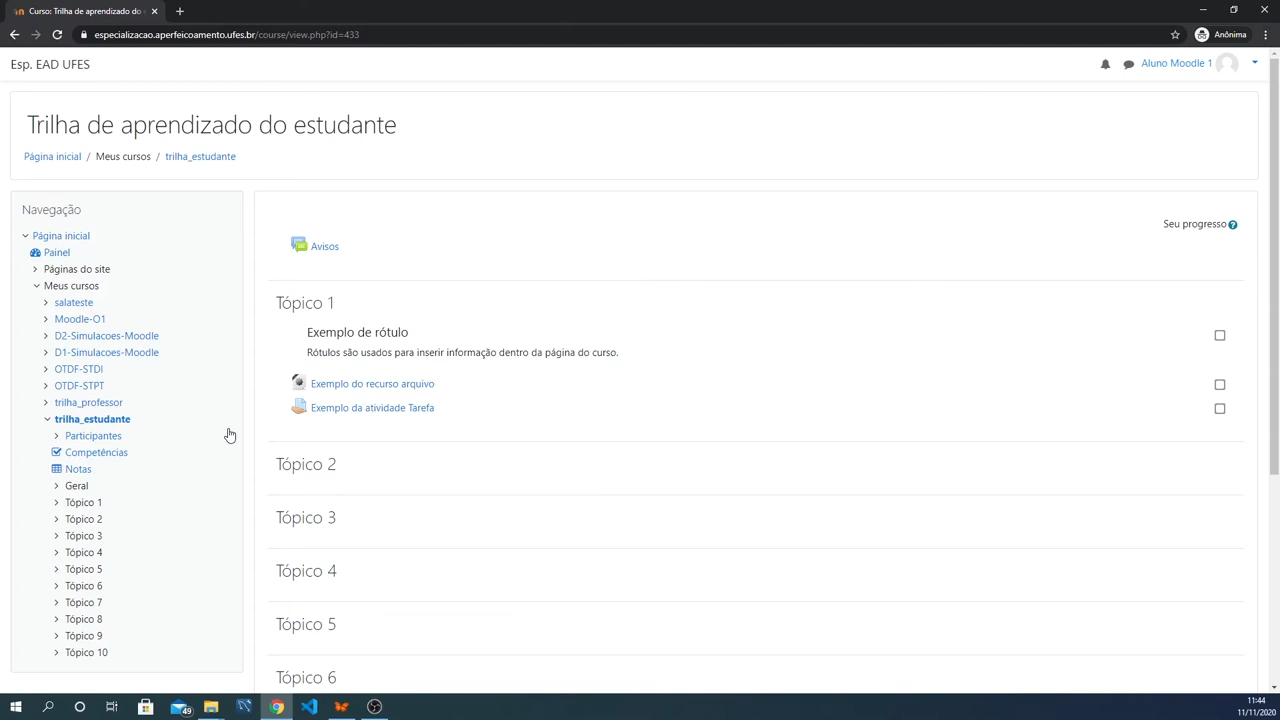 Curso: Trilha de aprendizado do
especializacao.aperfeicoamento.ufes.br/course/view.php?id=433
Anônima
Esp. EAD UFES
Aluno Moodle 1
Trilha de aprendizado do estudante
Página inicial / Meus cursos / trilha_estudante
Navegação
Página inicial
Painel
Páginas do site
Meus cursos
salateste
Moodle-O1
D2-Simulacoes-Moodle
D1-Simulacoes-Moodle
OTDF-STDI
OTDF-STPT
trilha_professor
trilha_estudante
Participantes
Competências
Notas
Geral
Tópico 1
Tópico 2
Tópico 3
Tópico 4
Tópico 5
Tópico 6
Tópico 7
Tópico 8
Tópico 9
Tópico 10
Seu progresso
Avisos
Tópico 1
Exemplo de rótulo
Rótulos são usados para inserir informação dentro da página do curso.
Exemplo do recurso arquivo
Exemplo da atividade Tarefa
Tópico 2
Tópico 3
Tópico 4
Tópico 5
Tópico 6
49
11:44
11/11/2020